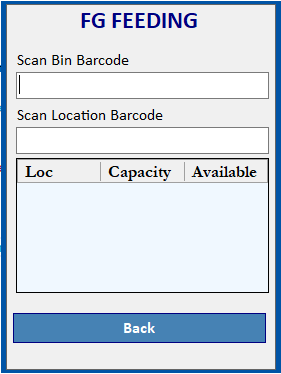 FG FEEDING
Scan Bin Barcode
Scan Location Barcode
Loc Capacity Available
Back